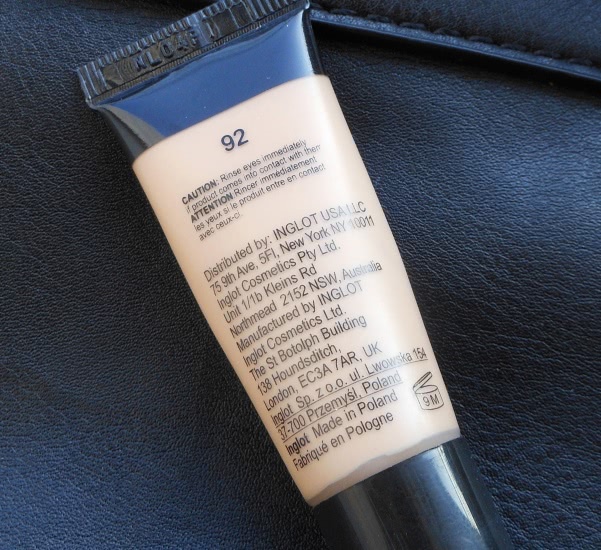 92
CAUTION: Rinse eyes immediately
if product comes into contact with them
ATTENTION Rincer immédiatement
les yeux si le produit entre en contact
avec ceux-ci.
Distributed by: INGLOT USA LLC
75 9th Ave, 5Fl, New York NY 10011
Inglot Cosmetics Pty Ltd.
Unit 1/1b Kleins Rd
Northmead 2152 NSW, Australia
Manufactured by INGLOT
Inglot Cosmetics Ltd.
The St Botolph Building
138 Houndsditch,
London, EC3A 7AR, UK
Inglot Sp. z o.o. ul. Lwowska 154
37-700 Przemyśl, Poland
Inglot Made in Poland
Fabriqué en Pologne
9 M